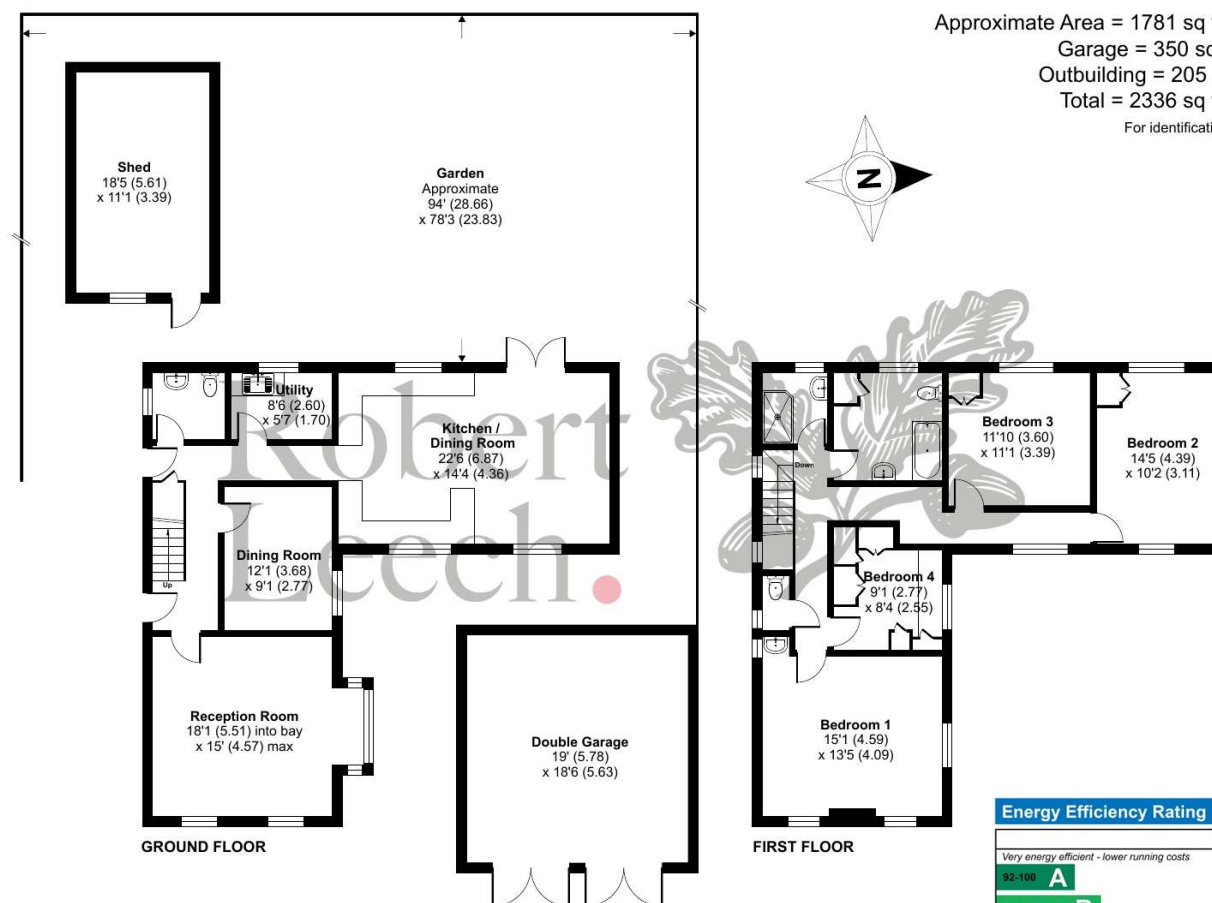 Approximate Area = 1781 sq
Garage = 350 sq
Outbuilding = 205
Total = 2336 sq
For
N
Shed
18'5 (5.61)
x 11'1 (3.39)
Garden
Approximate
94' (28.66)
x 78'3 (23.83)
Utility
8'6 (2.60)
x 5'7 (1.70)
Kitchen /
Dining Room
22'6 (6.87)
x 14'4 (4.36)
Dining Room
12'1 (3.68)
x 9'1 (2.77)
Up
Reception Room
18'1 (5.51) into bay
x 15' (4.57) max
Double Garage
19' (5.78)
x 18'6 (5.63)
GROUND FLOOR
Robert
Leech.
Down
Bedroom 3
11'10 (3.60)
x 11'1 (3.39)
Bedroom 2
14'5 (4.39)
x 10'2 (3.11)
Bedroom 4
9'1 (2.77)
x 8'4 (2.55)
Bedroom 1
15'1 (4.59)
x 13'5 (4.09)
FIRST FLOOR
Energy Efficiency Rating
Very energy efficient - lower running costs
92-100 A